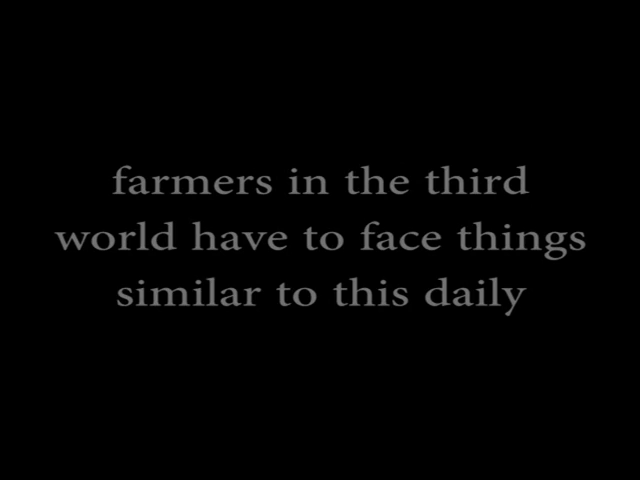 farmers in the third
world have to face things
similar to this daily